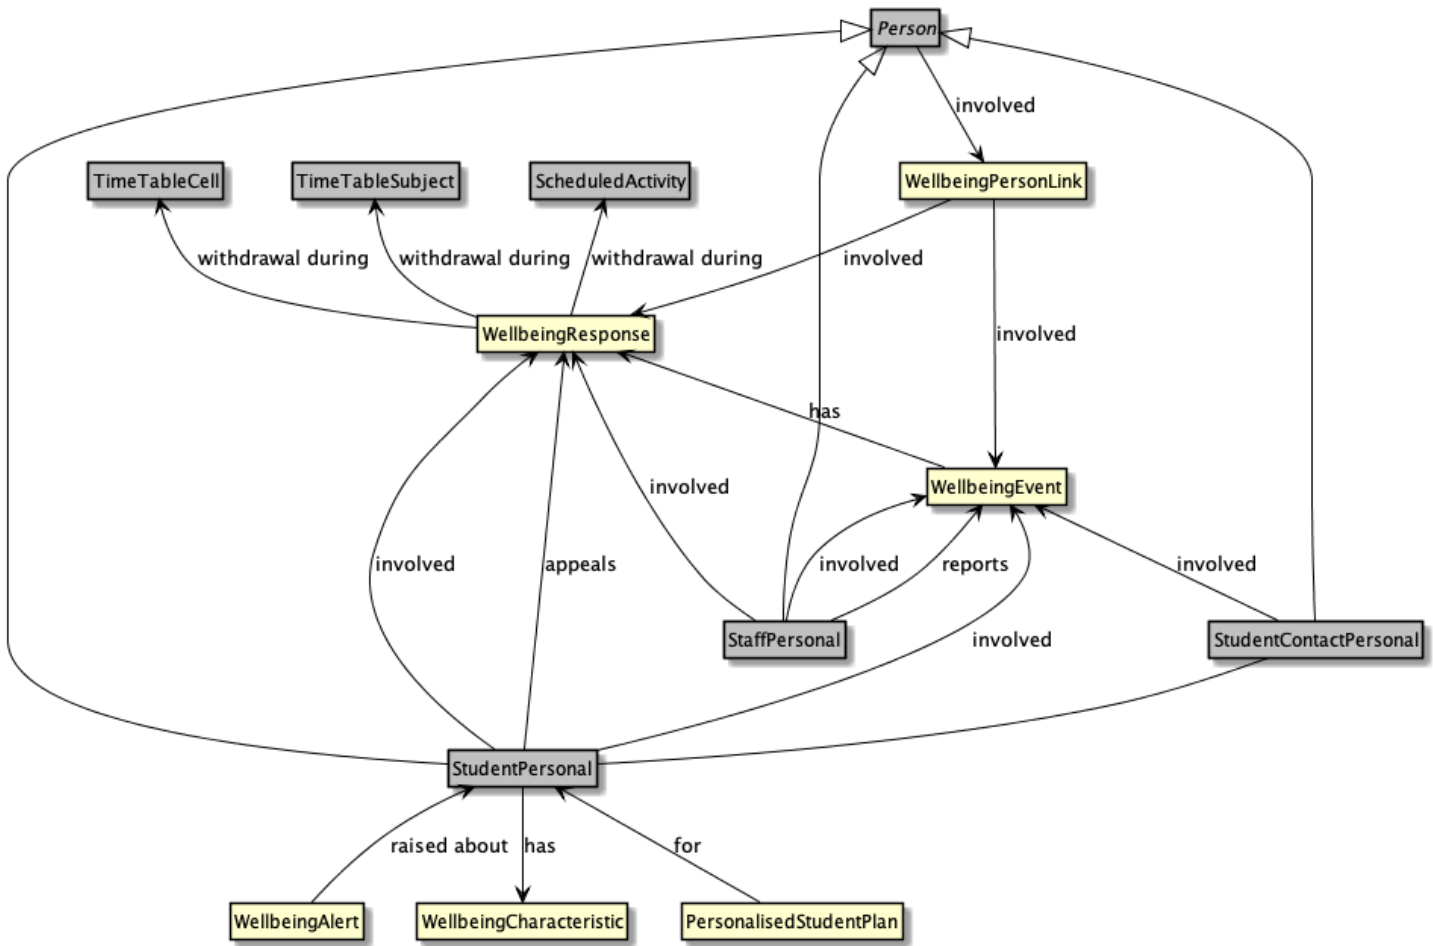 Person
involved
TimeTableCell
TimeTableSubject
ScheduledActivity
WellbeingPersonLink
withdrawal during
withdrawal during
withdrawal during
involved
WellbeingResponse
involved
has
WellbeingEvent
involved
involved
appeals
involved
reports
involved
StaffPersonal
involved
StudentContactPersonal
StudentPersonal
raised about
has
for
WellbeingAlert
WellbeingCharacteristic
PersonalisedStudentPlan